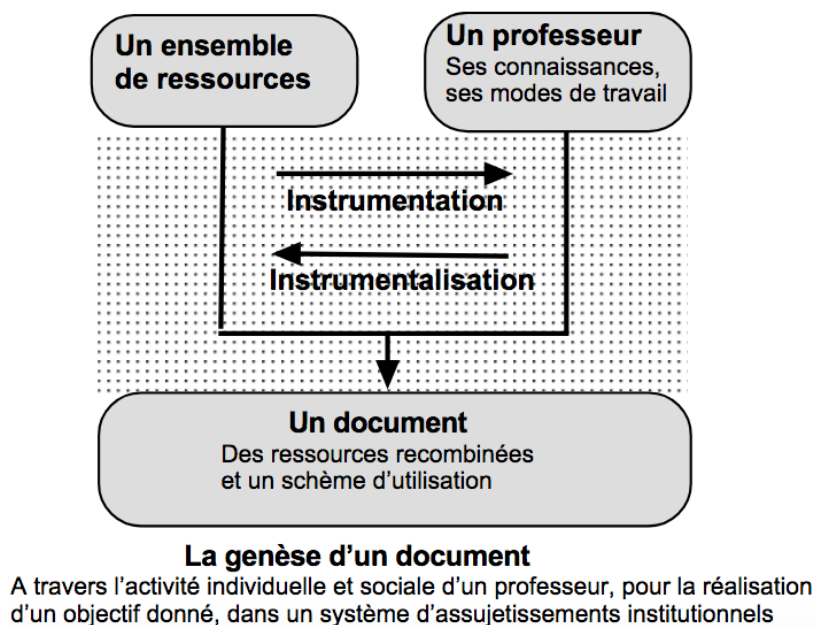 Un ensemble
de ressources
Un professeur
Ses connaissances,
ses modes de travail
Instrumentation
Instrumentalisation
Un document
Des ressources recombinées
et un schème d'utilisation
La genèse d'un document
A travers l'activité individuelle et sociale d'un professeur, pour la réalisation
d'un objectif donné, dans un système d'assujetissements institutionnels